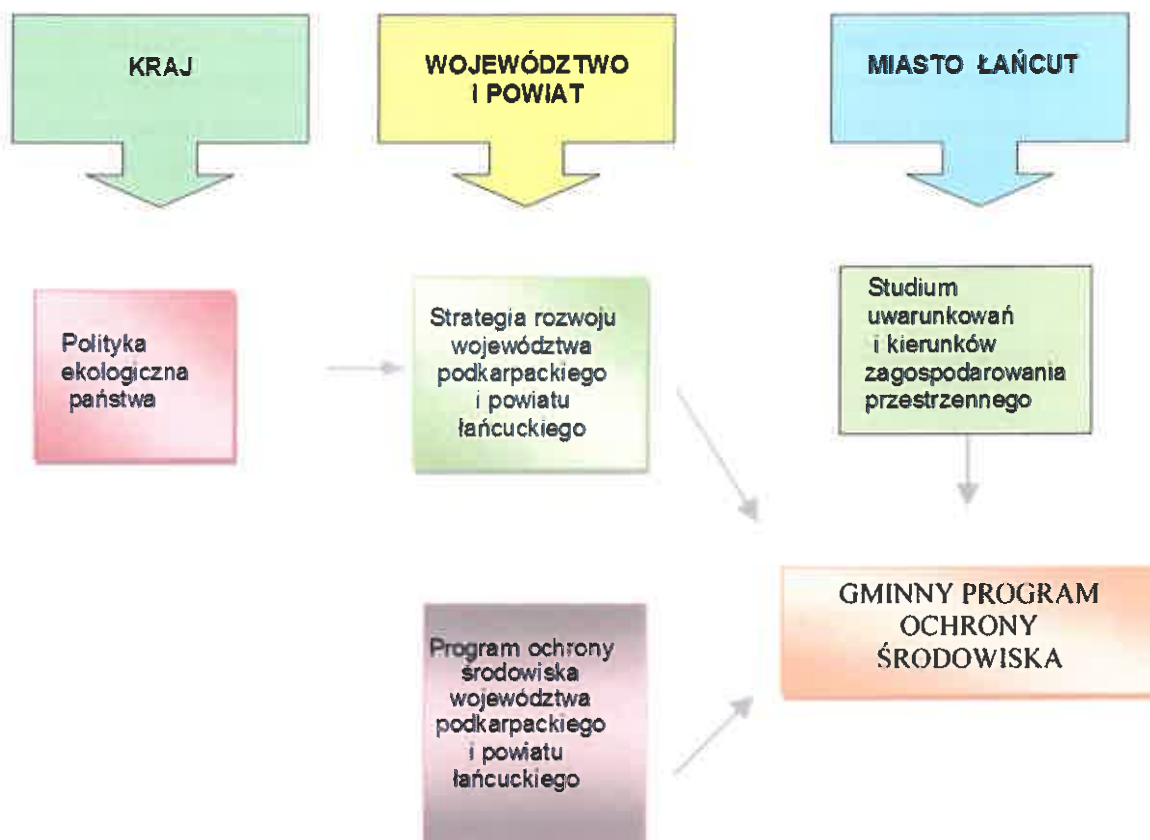 KRAJ
WOJEWÓDZTWO
I POWIAT
MIASTO ŁAŃCUT
Polityka
ekologiczna
państwa
Strategia rozwoju
województwa
podkarpackiego
i powiatu
łańcuckiego
Studium
uwarunkowań
i kierunków
zagospodarowania
przestrzennego
Program ochrony
środowiska
województwa
podkarpackiego
i powiatu
łańcuckiego
GMINNY PROGRAM
OCHRONY
ŚRODOWISKA